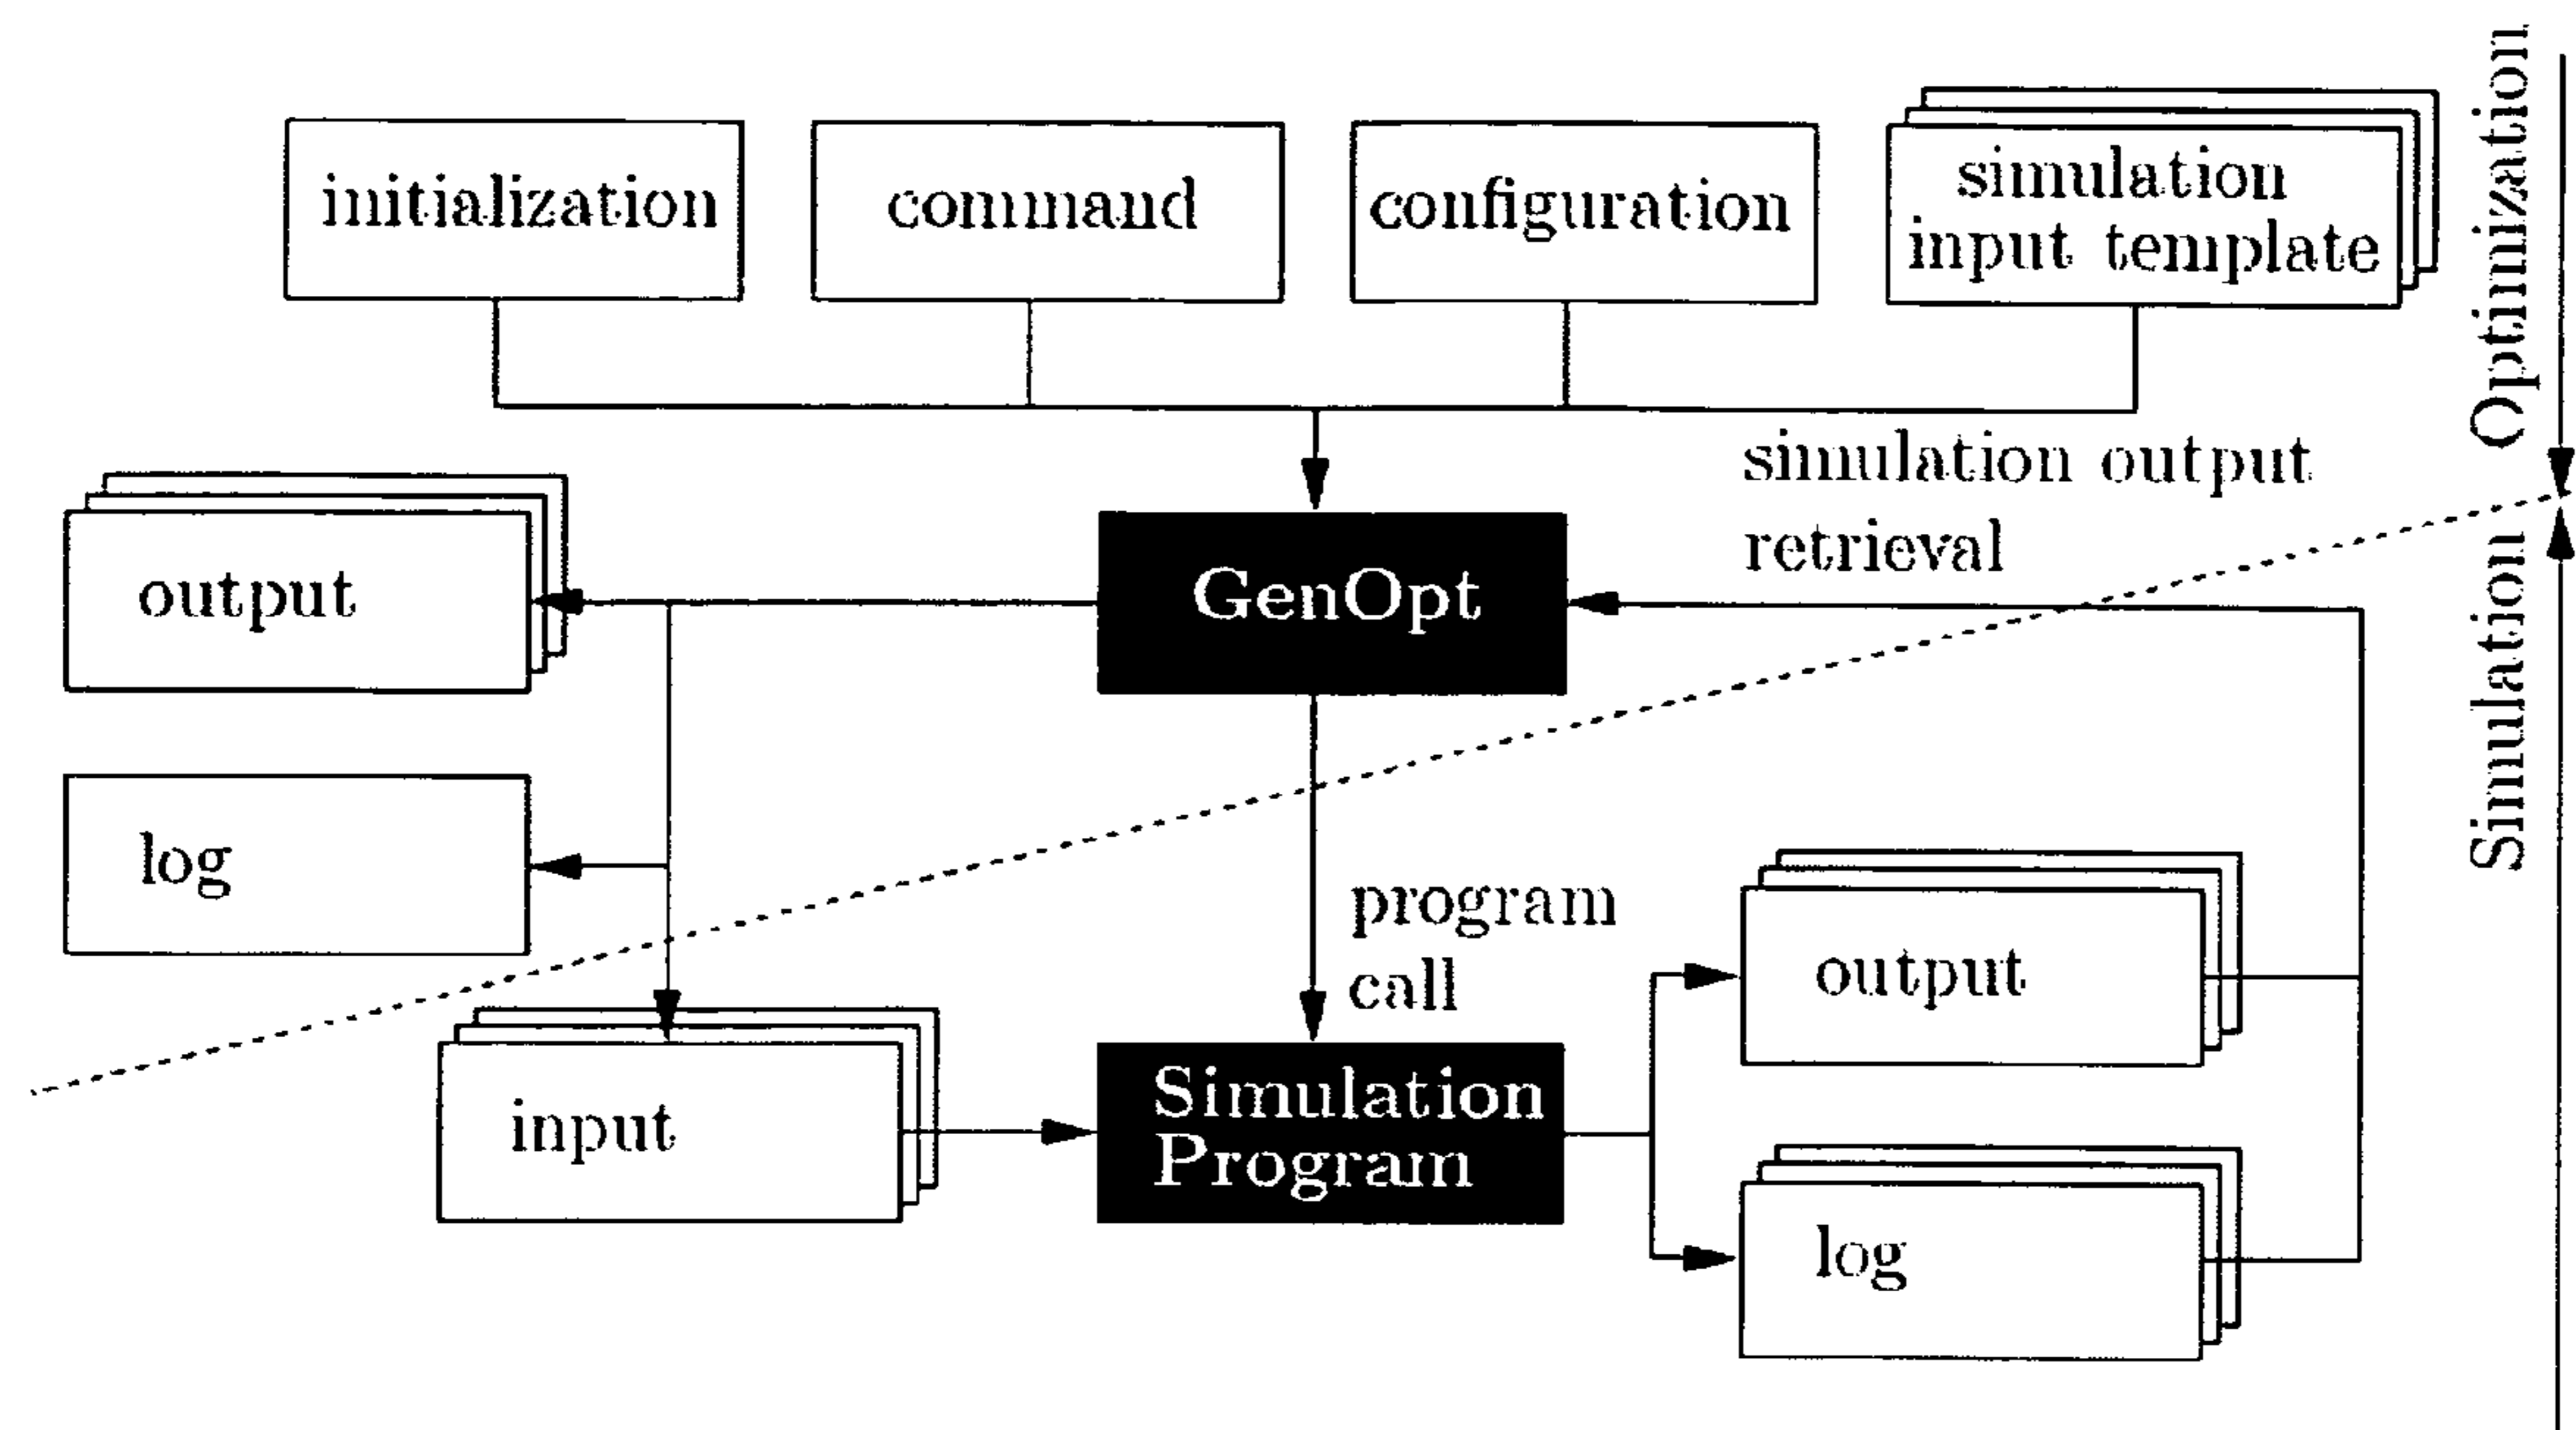 initialization
command
configuration
simulation
input template
Optimization
simulation output
retrieval
output
GenOpt
Simulation
log
program
call
output
input
Simulation
Program
log